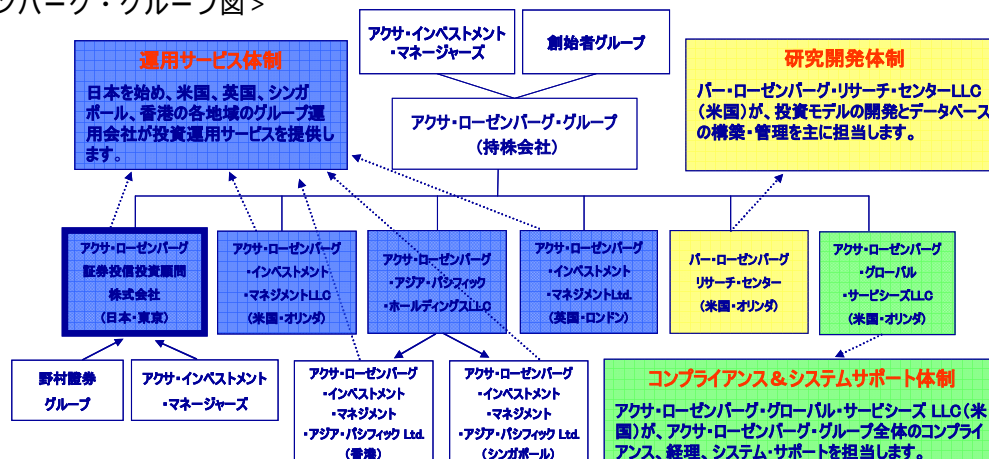 ンバーグ・グループ図>
アクサ・インベストメント
・マネージャーズ
創始者グループ
運用サービス体制
日本を始め、米国、英国、シンガ
ポール、香港の各地域のグループ運
用会社が投資運用サービスを提供し
ます。
アクサ・ローゼンバーグ・グループ
(持株会社)
研究開発体制
バー・ローゼンバーグ・リサーチ・センターLLC
(米国)が、投資モデルの開発とデータベース
の構築・管理を主に担当します。
アクサ・ローゼンバーグ
証券投信投資顧問
株式会社
(日本・東京)
アクサ・ローゼンバーグ
・インベストメント
・マネジメントLLC
(米国・オリンダ)
アクサ・ローゼンバーグ
・アジア・パシフィック
・ホールディングスLLC
アクサ・ローゼンバーグ
・インベストメント
・マネジメントLtd.
(英国・ロンドン)
バー・ローゼンバーグ
リサーチ・センター
(米国・オリンダ)
アクサ・ローゼンバーグ
・グローバル
・サービシーズLLC
(米国・オリンダ)
野村證券
グループ
アクサ・インベストメント
・マネージャーズ
アクサ・ローゼンバーグ
・インベストメント
・マネジメント
・アジア・パシフィック Ltd.
(香港)
アクサ・ローゼンバーグ
・インベストメント
・マネジメント
・アジア・パシフィック Ltd.
(シンガポール)
コンプライアンス&システムサポート体制
アクサ・ローゼンバーグ・グローバル・サービシーズ LLC(米
国)が、アクサ・ローゼンバーグ・グループ全体のコンプライ
アンス、経理、システム・サポートを担当します。